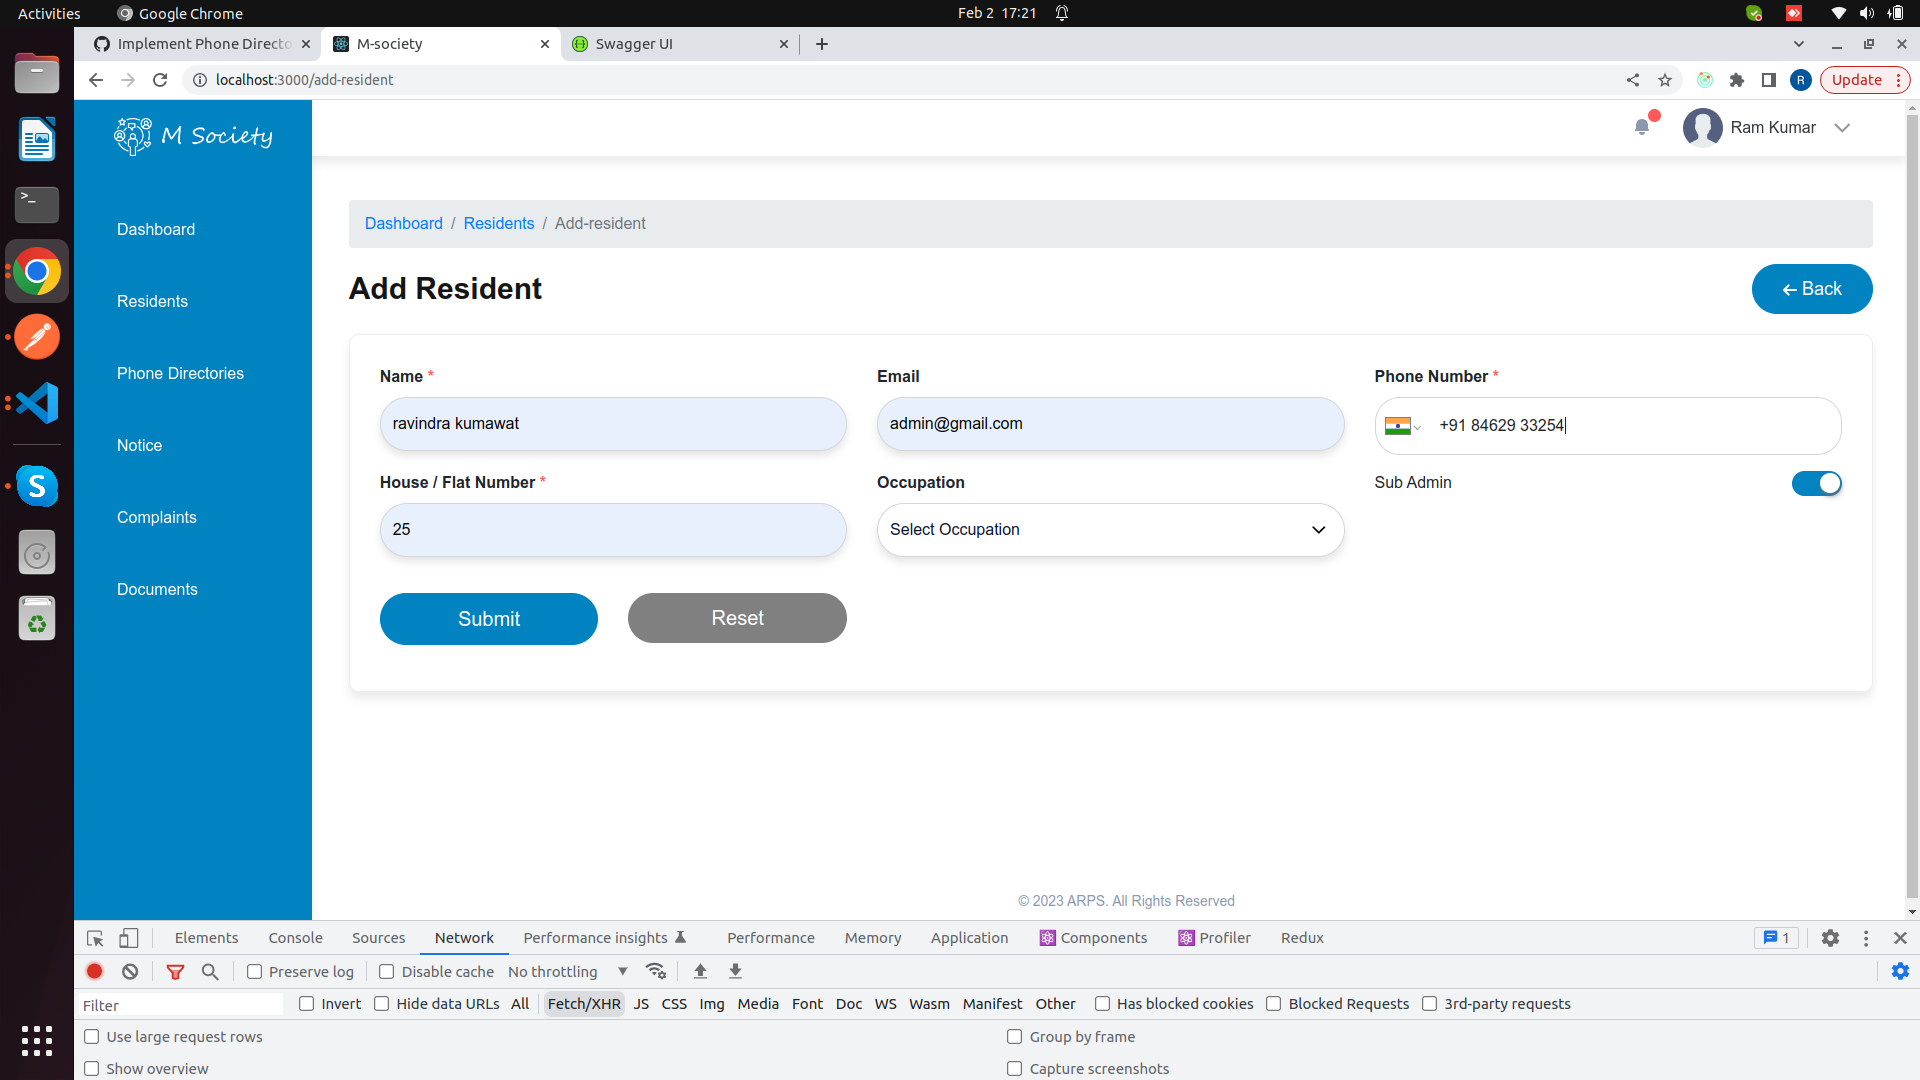 Activities Google Chrome Feb 2 17:21
Implement Phone Directo M-society Swagger UI
localhost:3000/add-resident R Update
M Society
Ram Kumar
Dashboard
Residents
Phone Directories
Notice
Complaints
Documents
Dashboard / Residents / Add-resident
Add Resident
Back
Name * Email Phone Number *
ravindra kumawat admin@gmail.com +91 84629 33254
House / Flat Number * Occupation Sub Admin
25 Select Occupation
Submit Reset
© 2023 ARPS. All Rights Reserved
Elements Console Sources Network Performance insights Performance Memory Application Components Profiler Redux 1
Preserve log Disable cache No throttling
Filter Invert Hide data URLs All Fetch/XHR JS CSS Img Media Font Doc WS Wasm Manifest Other Has blocked cookies Blocked Requests 3rd-party requests
Use large request rows Group by frame
Show overview Capture screenshots